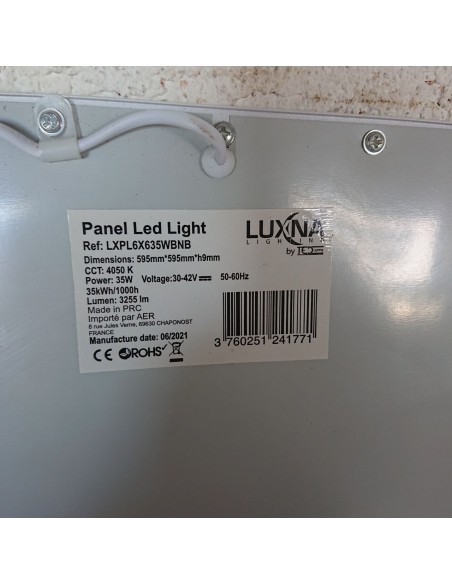 Panel Led Light
Ref: LXPL6X635WBNB
Dimensions: 595mm*595mm*h9mm
CCT: 4050 K
Power: 35W Voltage:30-42V 50-60Hz
35kWh/1000h
Lumen: 3255 lm
Made in PRC
Importé par AER
8 rue Jules Verne, 69630 CHAPONOST
FRANCE
Manufacture date: 06/2021
CE ROHS
LUXNA
LIGHTING
by
3 760251 241771